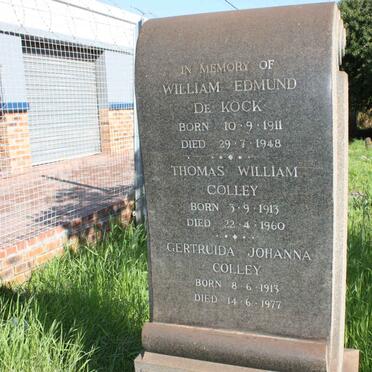 IN MEMORY OF
WILLIAM EDMUND
DE KOCK
BORN 10·9·1911
DIED 29·7·1948
THOMAS WILLIAM
COLLEY
BORN 3·9·1913
DIED 22·4·1960
GERTRUIDA JOHANNA
COLLEY
BORN 8·6·1913
DIED 14·6·1977